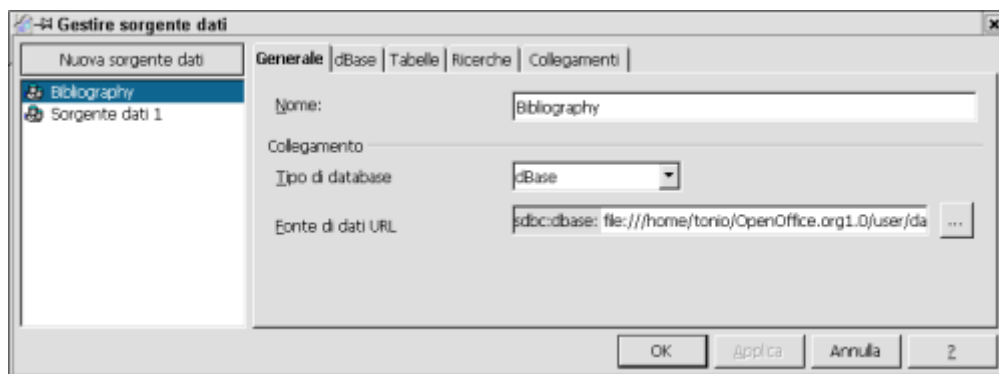 Gestire sorgente dati
Nuova sorgente dati
Bibliography
Sorgente dati 1
Generale dBase Tabelle Ricerche Collegamenti
Nome: Bibliography
Collegamento
Tipo di database dBase
Fonte di dati URL sdbc:dbase: file:///home/tonio/OpenOffice.org1.0/user/da ...
OK Applica Annulla ?